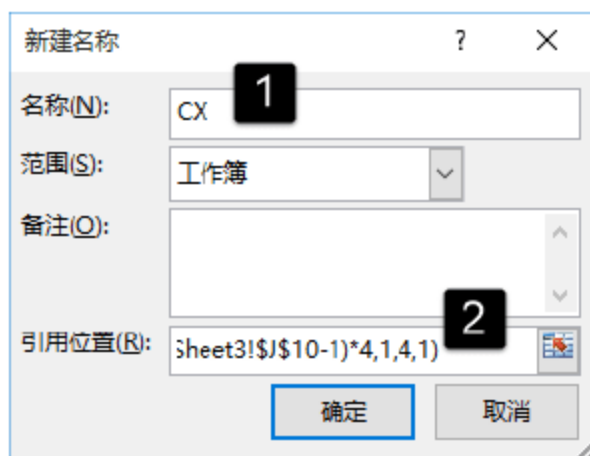 新建名称 ? ×
名称(N): CX 1
范围(S): 工作簿
备注(O):
引用位置(R): Sheet3!$J$10-1)*4,1,4,1) 2
确定 取消